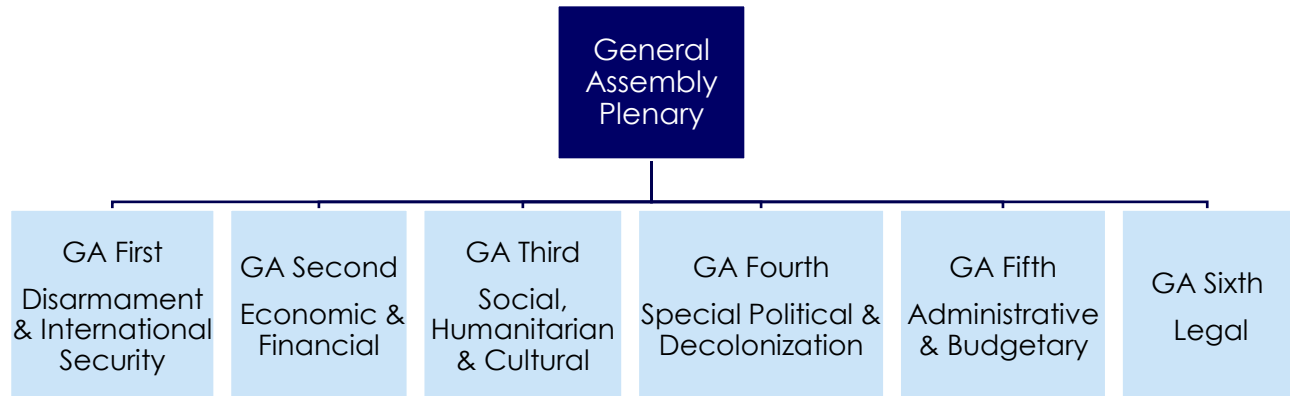 General
Assembly
Plenary
GA First
Disarmament
& International
Security
GA Second
Economic &
Financial
GA Third
Social,
Humanitarian
& Cultural
GA Fourth
Special Political &
Decolonization
GA Fifth
Administrative
& Budgetary
GA Sixth
Legal